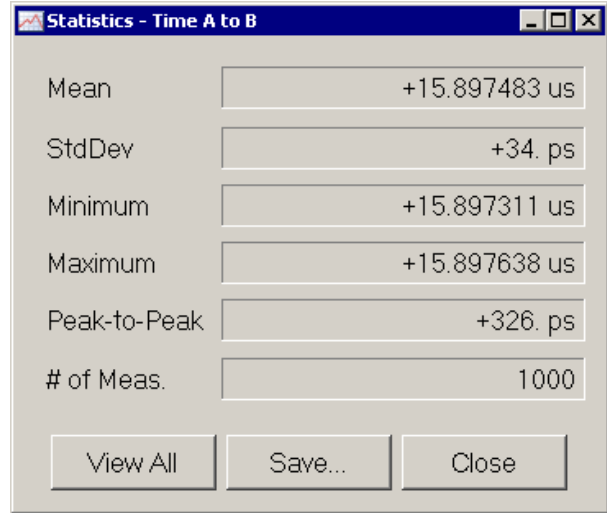 Statistics - Time A to B
Mean +15.897483 us
StdDev +34. ps
Minimum +15.897311 us
Maximum +15.897638 us
Peak-to-Peak +326. ps
# of Meas. 1000
View All Save... Close